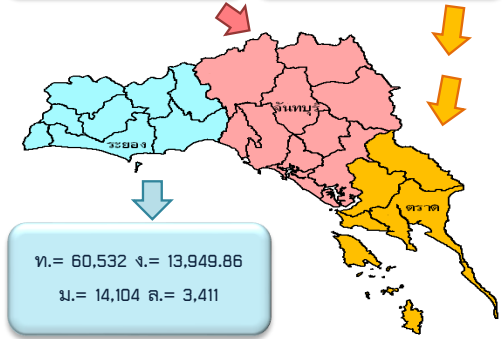 จันทบุรี
ระยอง
ตราด
ท.= 60,532 ง.= 13,949.86
ม.= 14,104 ล.= 3,411